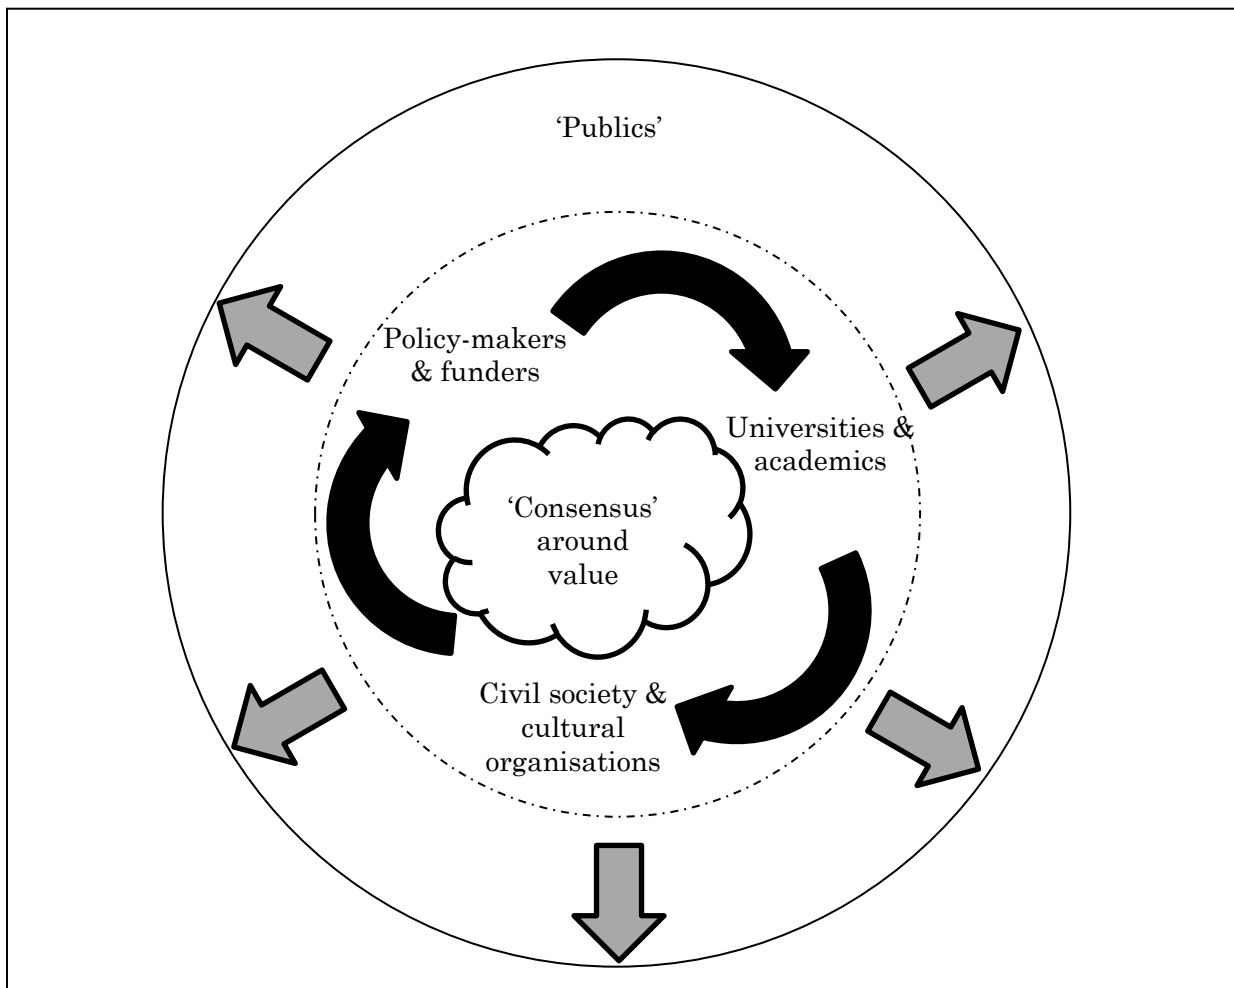 ‘Publics’
Policy-makers
& funders
Universities &
academics
‘Consensus’
around
value
Civil society &
cultural
organisations